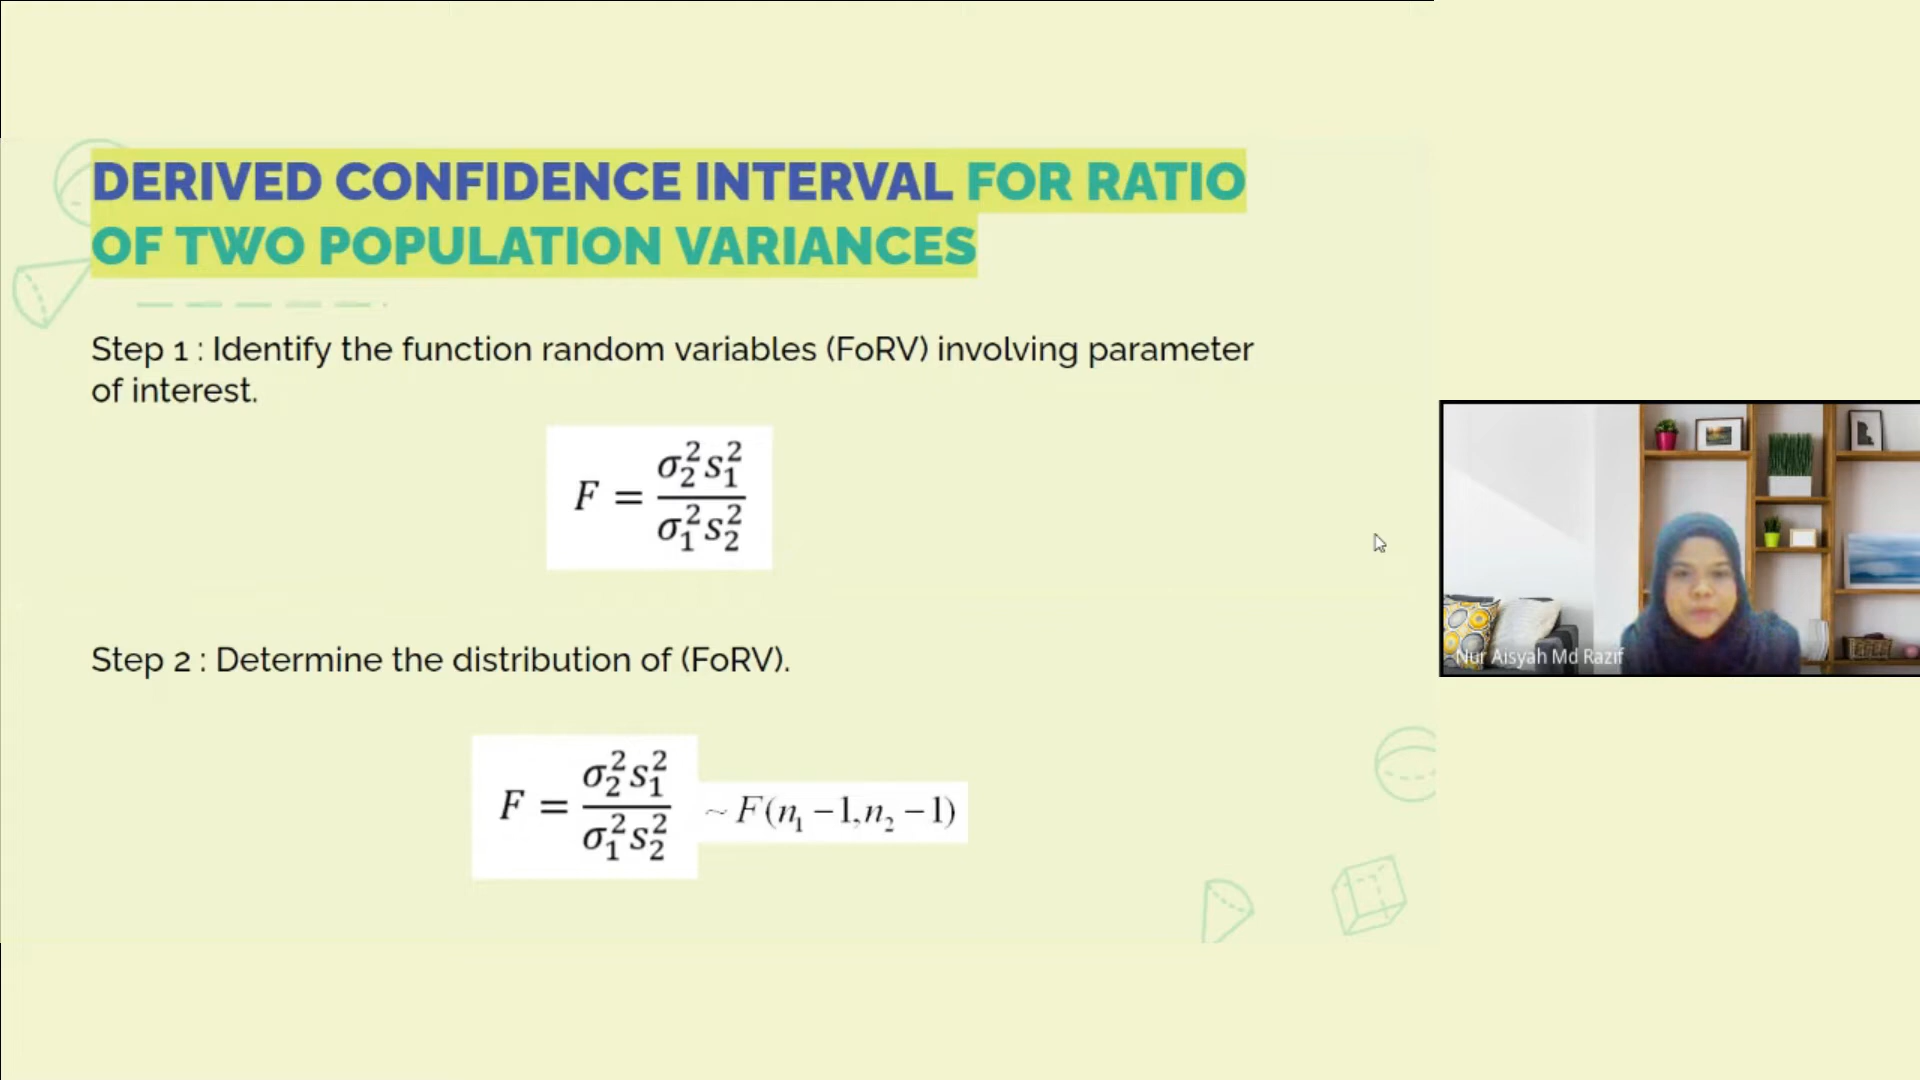 DERIVED CONFIDENCE INTERVAL FOR RATIO
OF TWO POPULATION VARIANCES
Step 1 : Identify the function random variables (FoRV) involving parameter
of interest.
F = σ₂²s₁² / σ₁²s₂²
Step 2 : Determine the distribution of (FoRV).
F = σ₂²s₁² / σ₁²s₂² ~ F(n₁ − 1, n₂ − 1)
Nur Aisyah Md Razif